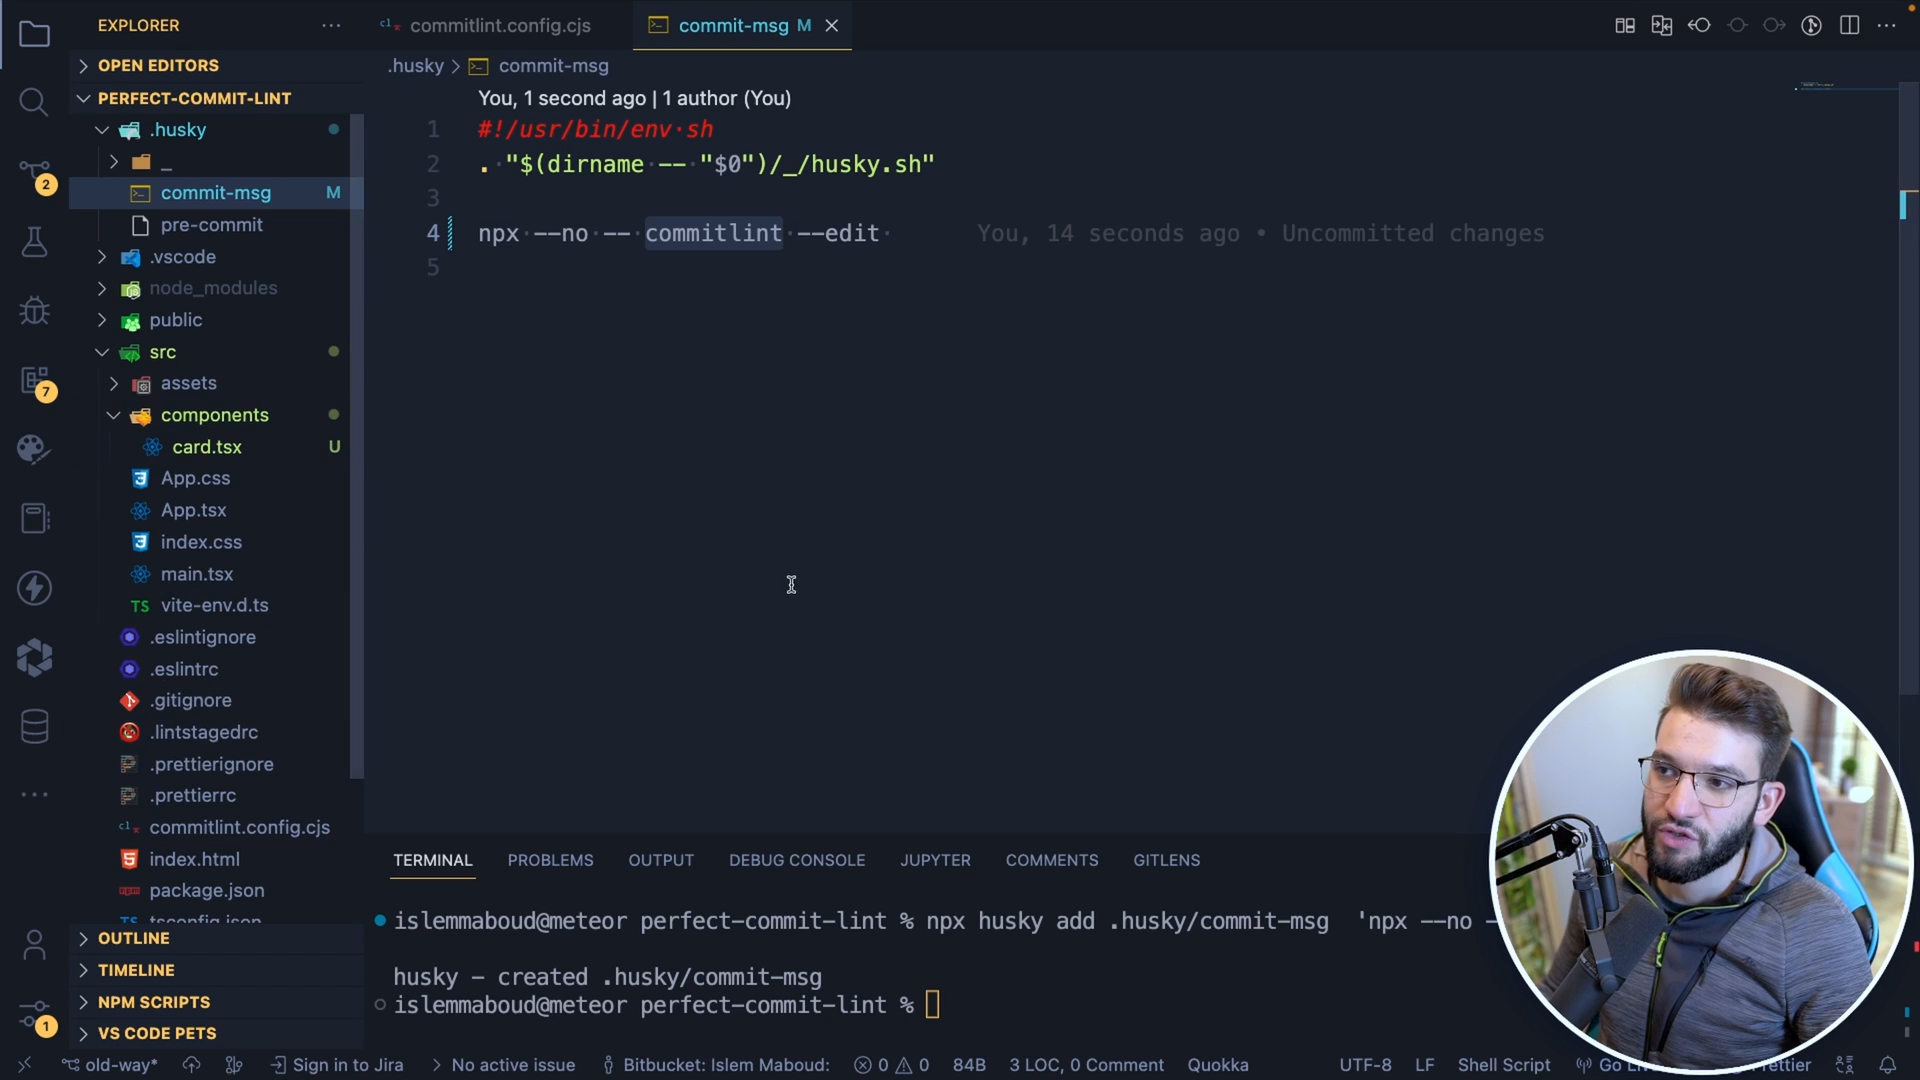 EXPLORER
commitlint.config.cjs
commit-msg M
OPEN EDITORS
PERFECT-COMMIT-LINT
.husky
_
commit-msg M
pre-commit
.vscode
node_modules
public
src
assets
components
card.tsx U
App.css
App.tsx
index.css
main.tsx
TS vite-env.d.ts
.eslintignore
.eslintrc
.gitignore
.lintstagedrc
.prettierignore
.prettierrc
commitlint.config.cjs
index.html
package.json
TS tsconfig.json
OUTLINE
TIMELINE
NPM SCRIPTS
VS CODE PETS
2
7
1
.husky > commit-msg
You, 1 second ago | 1 author (You)
1 #!/usr/bin/env·sh
2 .·"$(dirname·--·"$0")/_/husky.sh"
3
4 npx·--no·--·commitlint·--edit· You, 14 seconds ago • Uncommitted changes
5
TERMINAL PROBLEMS OUTPUT DEBUG CONSOLE JUPYTER COMMENTS GITLENS
islemmaboud@meteor perfect-commit-lint % npx husky add .husky/commit-msg  'npx --no -
husky - created .husky/commit-msg
islemmaboud@meteor perfect-commit-lint %
old-way* Sign in to Jira No active issue Bitbucket: Islem Maboud: 0 0 84B 3 LOC, 0 Comment Quokka UTF-8 LF Shell Script Go